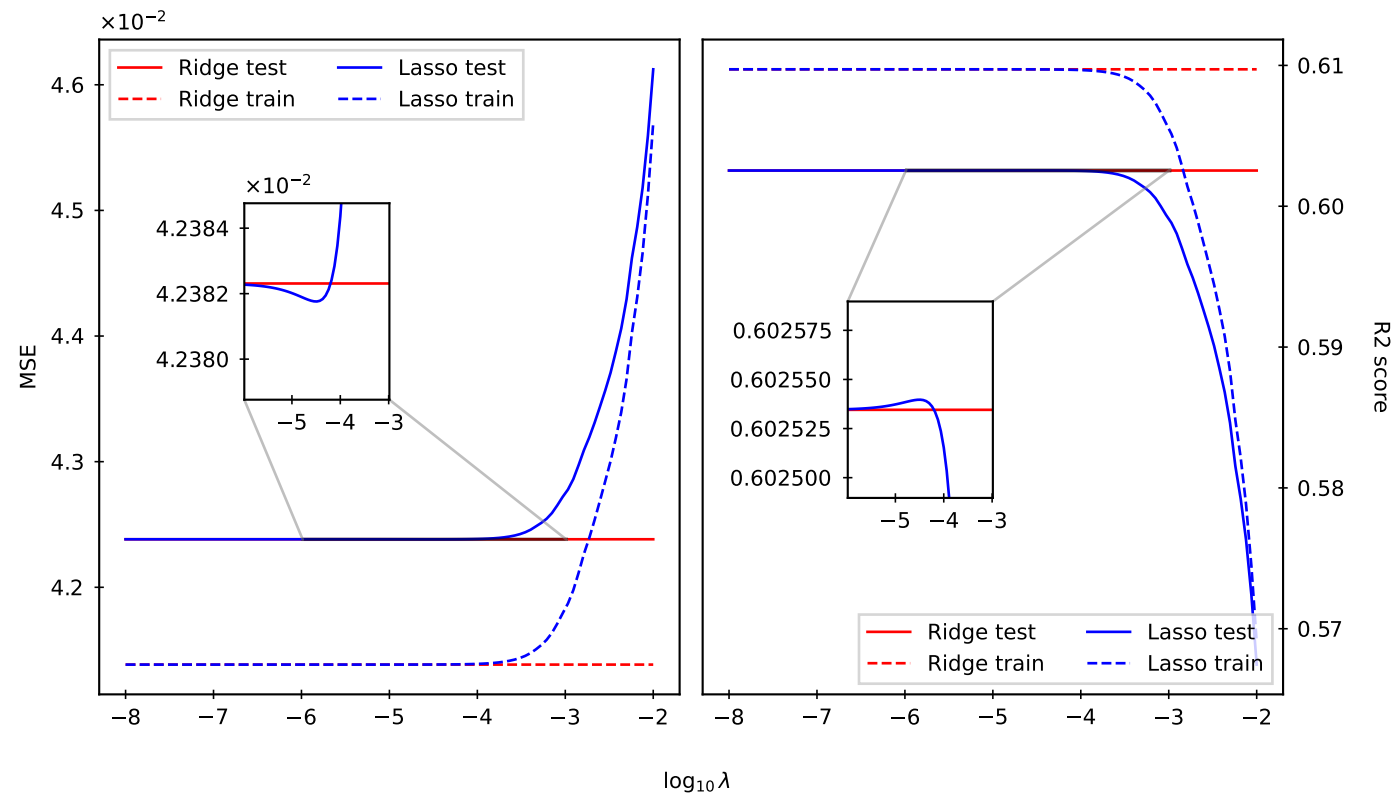 ×10⁻²
Ridge test Lasso test
Ridge train Lasso train
4.6
4.5
4.4
4.3
4.2
MSE
×10⁻²
4.2384
4.2382
4.2380
−5 −4 −3
−8 −7 −6 −5 −4 −3 −2
0.602575
0.602550
0.602525
0.602500
−5 −4 −3
Ridge test Lasso test
Ridge train Lasso train
−8 −7 −6 −5 −4 −3 −2
0.61
0.60
0.59
0.58
0.57
R2 score
log₁₀ λ